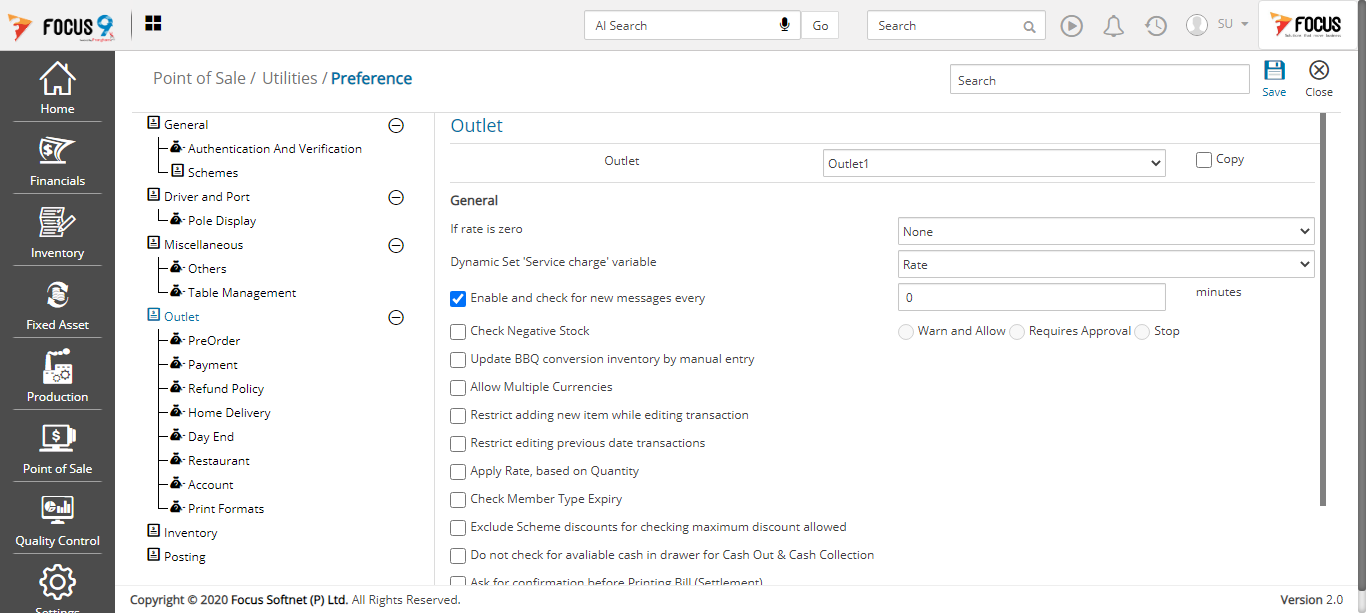 FOCUS 9
AI Search
Go
Search
SU
FOCUS
Home
Financials
Inventory
Fixed Asset
Production
Point of Sale
Quality Control
Settings
Point of Sale / Utilities / Preference
Search
Save
Close
General
Authentication And Verification
Schemes
Driver and Port
Pole Display
Miscellaneous
Others
Table Management
Outlet
PreOrder
Payment
Refund Policy
Home Delivery
Day End
Restaurant
Account
Print Formats
Inventory
Posting
Outlet
Outlet Outlet1 Copy
General
If rate is zero None
Dynamic Set 'Service charge' variable Rate
Enable and check for new messages every 0 minutes
Check Negative Stock Warn and Allow Requires Approval Stop
Update BBQ conversion inventory by manual entry
Allow Multiple Currencies
Restrict adding new item while editing transaction
Restrict editing previous date transactions
Apply Rate, based on Quantity
Check Member Type Expiry
Exclude Scheme discounts for checking maximum discount allowed
Do not check for avaliable cash in drawer for Cash Out & Cash Collection
Ask for confirmation before Printing Bill (Settlement)
Copyright © 2020 Focus Softnet (P) Ltd. All Rights Reserved.
Version 2.0